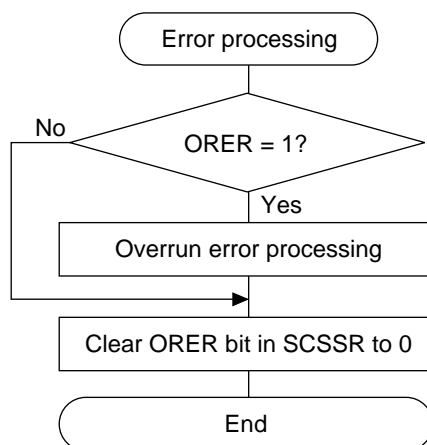 Error processing
No
ORER = 1?
Yes
Overrun error processing
Clear ORER bit in SCSSR to 0
End